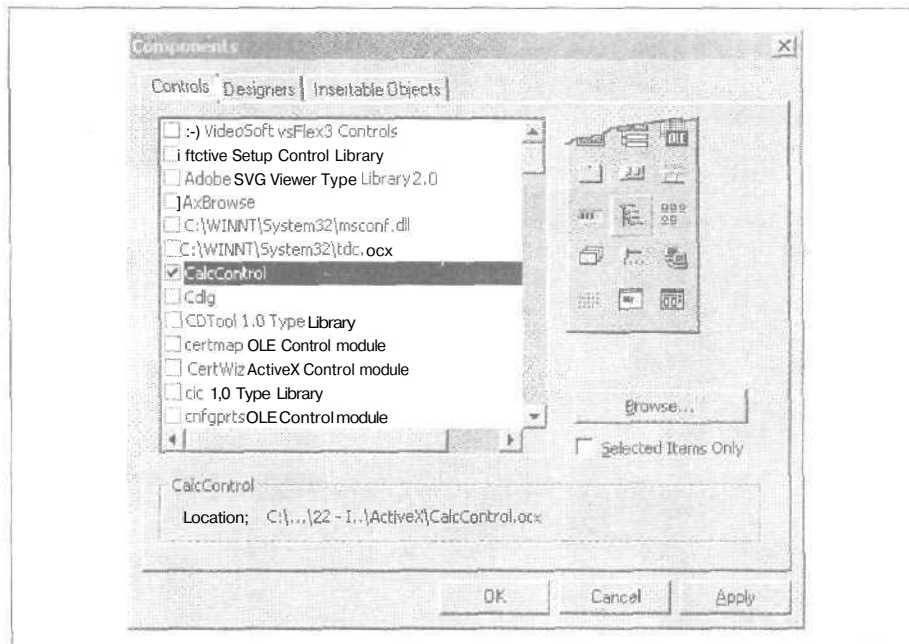 Components
Controls Designers Insertable Objects
:-) VideoSoft vsFlex3 Controls
i ftctive Setup Control Library
Adobe SVG Viewer Type Library 2.0
]AxBrowse
C:\WINNT\System32\msconf.dll
C:\WINNT\System32\tdc.ocx
CalcControl
Cdlg
CDTool 1.0 Type Library
certmap OLE Control module
CertWiz ActiveX Control module
cic 1,0 Type Library
cnfgprts OLE Control module
OLE
Browse...
Selected Items Only
CalcControl
Location; C:\...\22 - I..\ActiveX\CalcControl.ocx
OK Cancel Apply